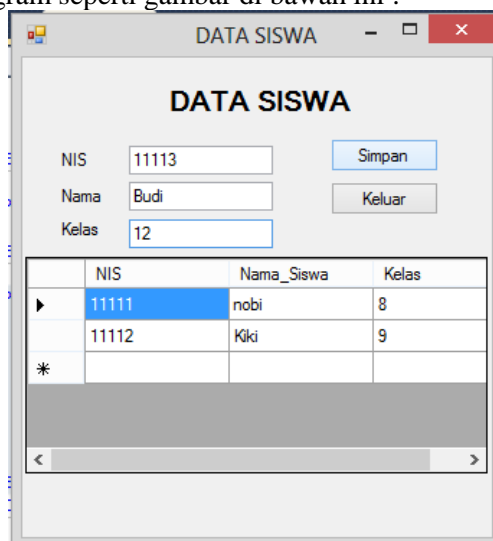 gram seperti gambar di bawah ini :
DATA SISWA
DATA SISWA
NIS 11113 Simpan
Nama Budi Keluar
Kelas 12
NIS Nama_Siswa Kelas
11111 nobi 8
11112 Kiki 9